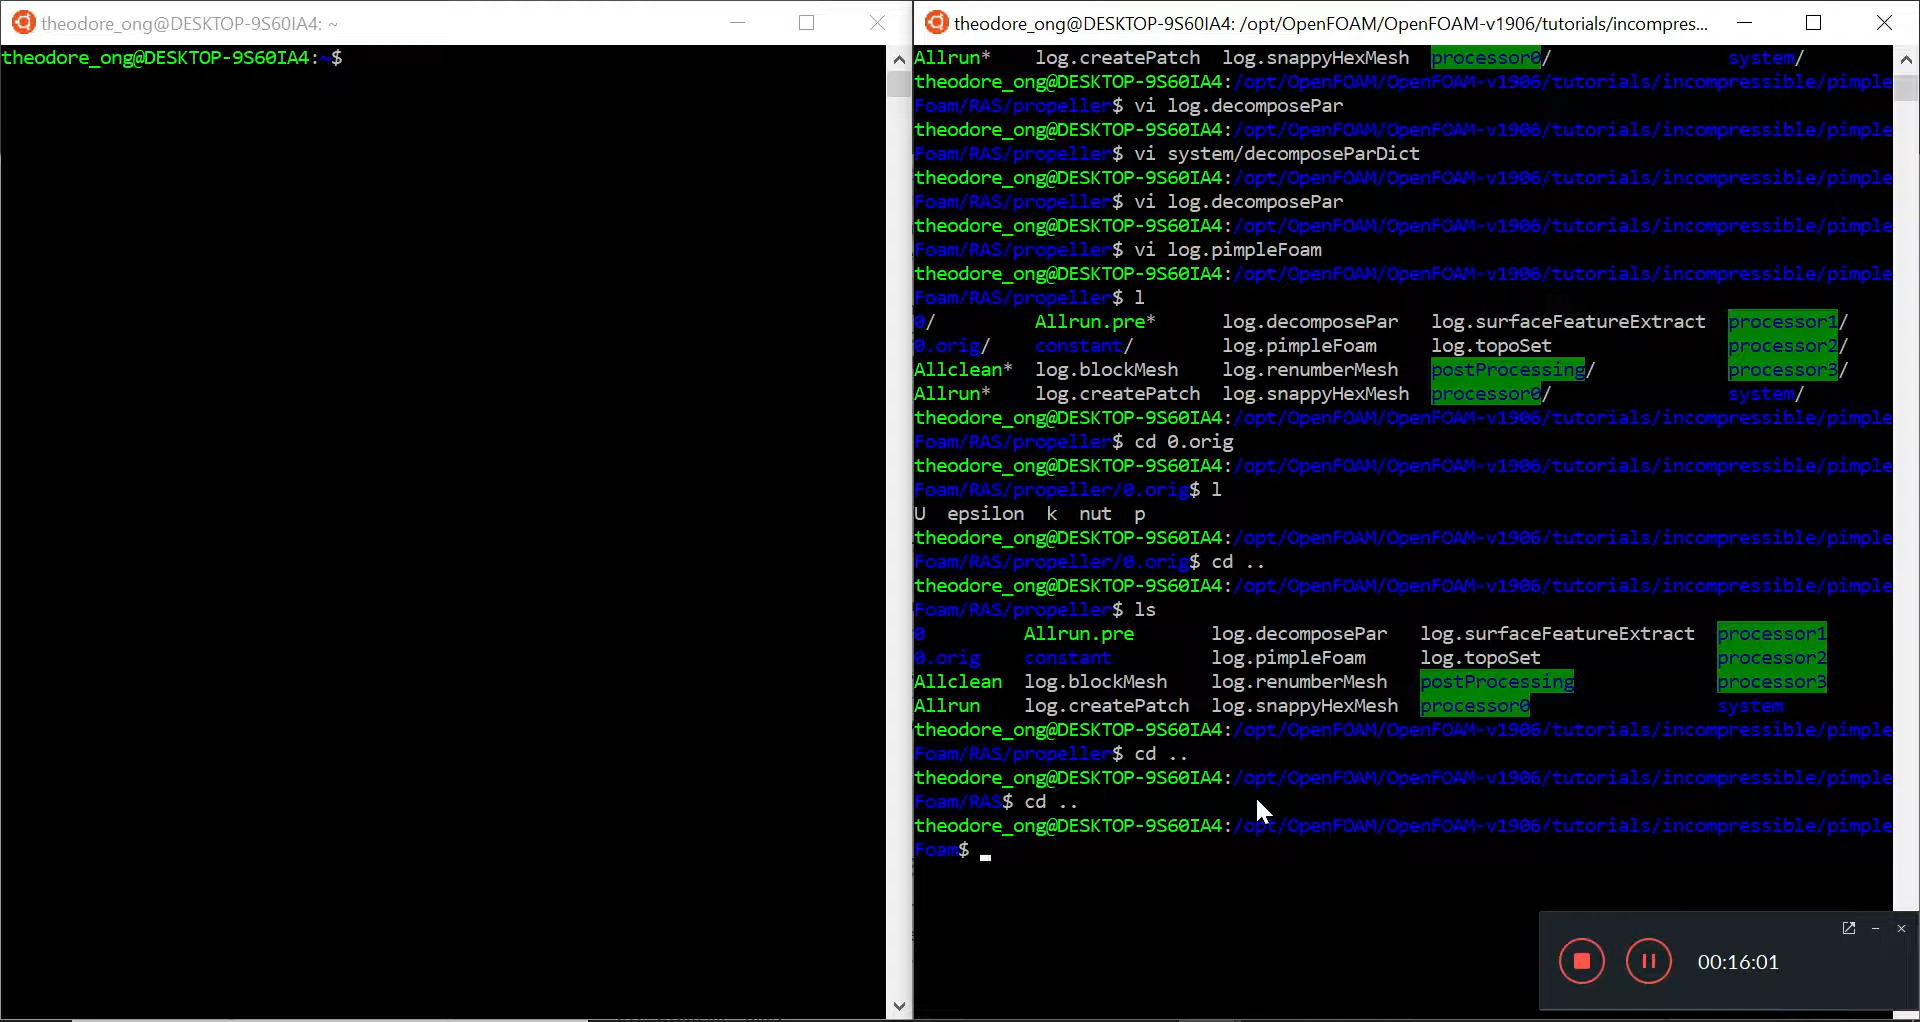 theodore_ong@DESKTOP-9S60IA4: ~
theodore_ong@DESKTOP-9S60IA4:~$
theodore_ong@DESKTOP-9S60IA4: /opt/OpenFOAM/OpenFOAM-v1906/tutorials/incompress...
Allrun* log.createPatch log.snappyHexMesh processor0/ system/
theodore_ong@DESKTOP-9S60IA4:/opt/OpenFOAM/OpenFOAM-v1906/tutorials/incompressible/pimple
Foam/RAS/propeller$ vi log.decomposePar
theodore_ong@DESKTOP-9S60IA4:/opt/OpenFOAM/OpenFOAM-v1906/tutorials/incompressible/pimple
Foam/RAS/propeller$ vi system/decomposeParDict
theodore_ong@DESKTOP-9S60IA4:/opt/OpenFOAM/OpenFOAM-v1906/tutorials/incompressible/pimple
Foam/RAS/propeller$ vi log.decomposePar
theodore_ong@DESKTOP-9S60IA4:/opt/OpenFOAM/OpenFOAM-v1906/tutorials/incompressible/pimple
Foam/RAS/propeller$ vi log.pimpleFoam
theodore_ong@DESKTOP-9S60IA4:/opt/OpenFOAM/OpenFOAM-v1906/tutorials/incompressible/pimple
Foam/RAS/propeller$ l
0/ Allrun.pre* log.decomposePar log.surfaceFeatureExtract processor1/
0.orig/ constant/ log.pimpleFoam log.topoSet processor2/
Allclean* log.blockMesh log.renumberMesh postProcessing/ processor3/
Allrun* log.createPatch log.snappyHexMesh processor0/ system/
theodore_ong@DESKTOP-9S60IA4:/opt/OpenFOAM/OpenFOAM-v1906/tutorials/incompressible/pimple
Foam/RAS/propeller$ cd 0.orig
theodore_ong@DESKTOP-9S60IA4:/opt/OpenFOAM/OpenFOAM-v1906/tutorials/incompressible/pimple
Foam/RAS/propeller/0.orig$ l
U epsilon k nut p
theodore_ong@DESKTOP-9S60IA4:/opt/OpenFOAM/OpenFOAM-v1906/tutorials/incompressible/pimple
Foam/RAS/propeller/0.orig$ cd ..
theodore_ong@DESKTOP-9S60IA4:/opt/OpenFOAM/OpenFOAM-v1906/tutorials/incompressible/pimple
Foam/RAS/propeller$ ls
0 Allrun.pre log.decomposePar log.surfaceFeatureExtract processor1
0.orig constant log.pimpleFoam log.topoSet processor2
Allclean log.blockMesh log.renumberMesh postProcessing processor3
Allrun log.createPatch log.snappyHexMesh processor0 system
theodore_ong@DESKTOP-9S60IA4:/opt/OpenFOAM/OpenFOAM-v1906/tutorials/incompressible/pimple
Foam/RAS/propeller$ cd ..
theodore_ong@DESKTOP-9S60IA4:/opt/OpenFOAM/OpenFOAM-v1906/tutorials/incompressible/pimple
Foam/RAS$ cd ..
theodore_ong@DESKTOP-9S60IA4:/opt/OpenFOAM/OpenFOAM-v1906/tutorials/incompressible/pimple
Foam$
00:16:01